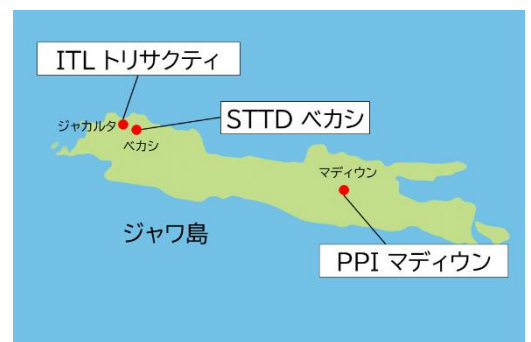 ITL トリサクティ
STTD ベカシ
ジャカルタ
ベカシ
マディウン
ジャワ島
PPI マディウン